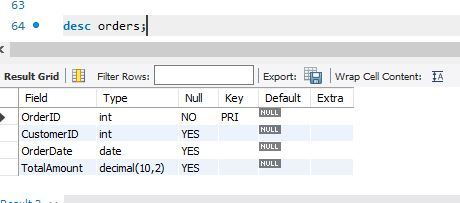 63
64 desc orders;
Result Grid Filter Rows: Export: Wrap Cell Content:
Field Type Null Key Default Extra
OrderID int NO PRI NULL
CustomerID int YES NULL
OrderDate date YES NULL
TotalAmount decimal(10,2) YES NULL